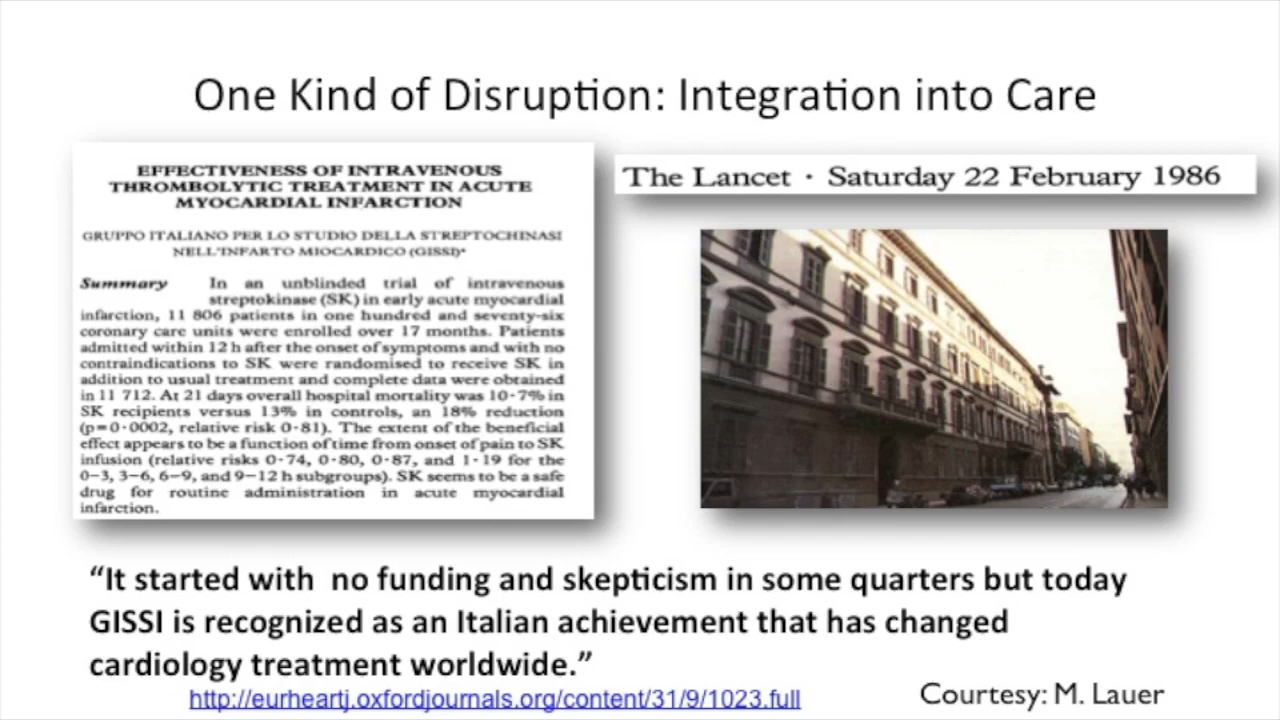 One Kind of Disruption: Integration into Care
EFFECTIVENESS OF INTRAVENOUS
THROMBOLYTIC TREATMENT IN ACUTE
MYOCARDIAL INFARCTION
GRUPPO ITALIANO PER LO STUDIO DELLA STREPTOCHINASI
NELL'INFARTO MIOCARDICO (GISSI)*
Summary In an unblinded trial of intravenous
streptokinase (SK) in early acute myocardial
infarction, 11 806 patients in one hundred and seventy-six
coronary care units were enrolled over 17 months. Patients
admitted within 12 h after the onset of symptoms and with no
contraindications to SK were randomised to receive SK in
addition to usual treatment and complete data were obtained
in 11 712. At 21 days overall hospital mortality was 10·7% in
SK recipients versus 13% in controls, an 18% reduction
(p=0·0002, relative risk 0·81). The extent of the beneficial
effect appears to be a function of time from onset of pain to SK
infusion (relative risks 0·74, 0·80, 0·87, and 1·19 for the
0–3, 3–6, 6–9, and 9–12 h subgroups). SK seems to be a safe
drug for routine administration in acute myocardial
infarction.
The Lancet · Saturday 22 February 1986
“It started with no funding and skepticism in some quarters but today
GISSI is recognized as an Italian achievement that has changed
cardiology treatment worldwide.”
http://eurheartj.oxfordjournals.org/content/31/9/1023.full
Courtesy: M. Lauer